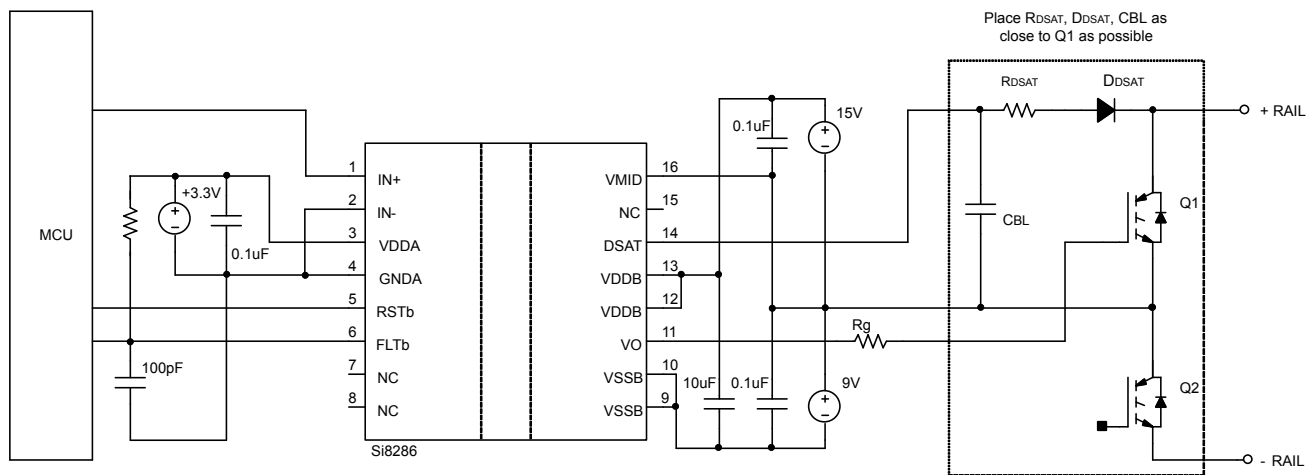 Place RDSAT, DDSAT, CBL as
close to Q1 as possible
MCU
+3.3V
0.1uF
100pF
1
IN+
2
IN-
3
VDDA
4
GNDA
5
RSTb
6
FLTb
7
NC
8
NC
Si8286
16
VMID
15
NC
14
DSAT
13
VDDB
12
VDDB
11
VO
10
VSSB
9
VSSB
0.1uF
15V
10uF
0.1uF
9V
Rg
RDSAT
DDSAT
CBL
Q1
Q2
+ RAIL
- RAIL